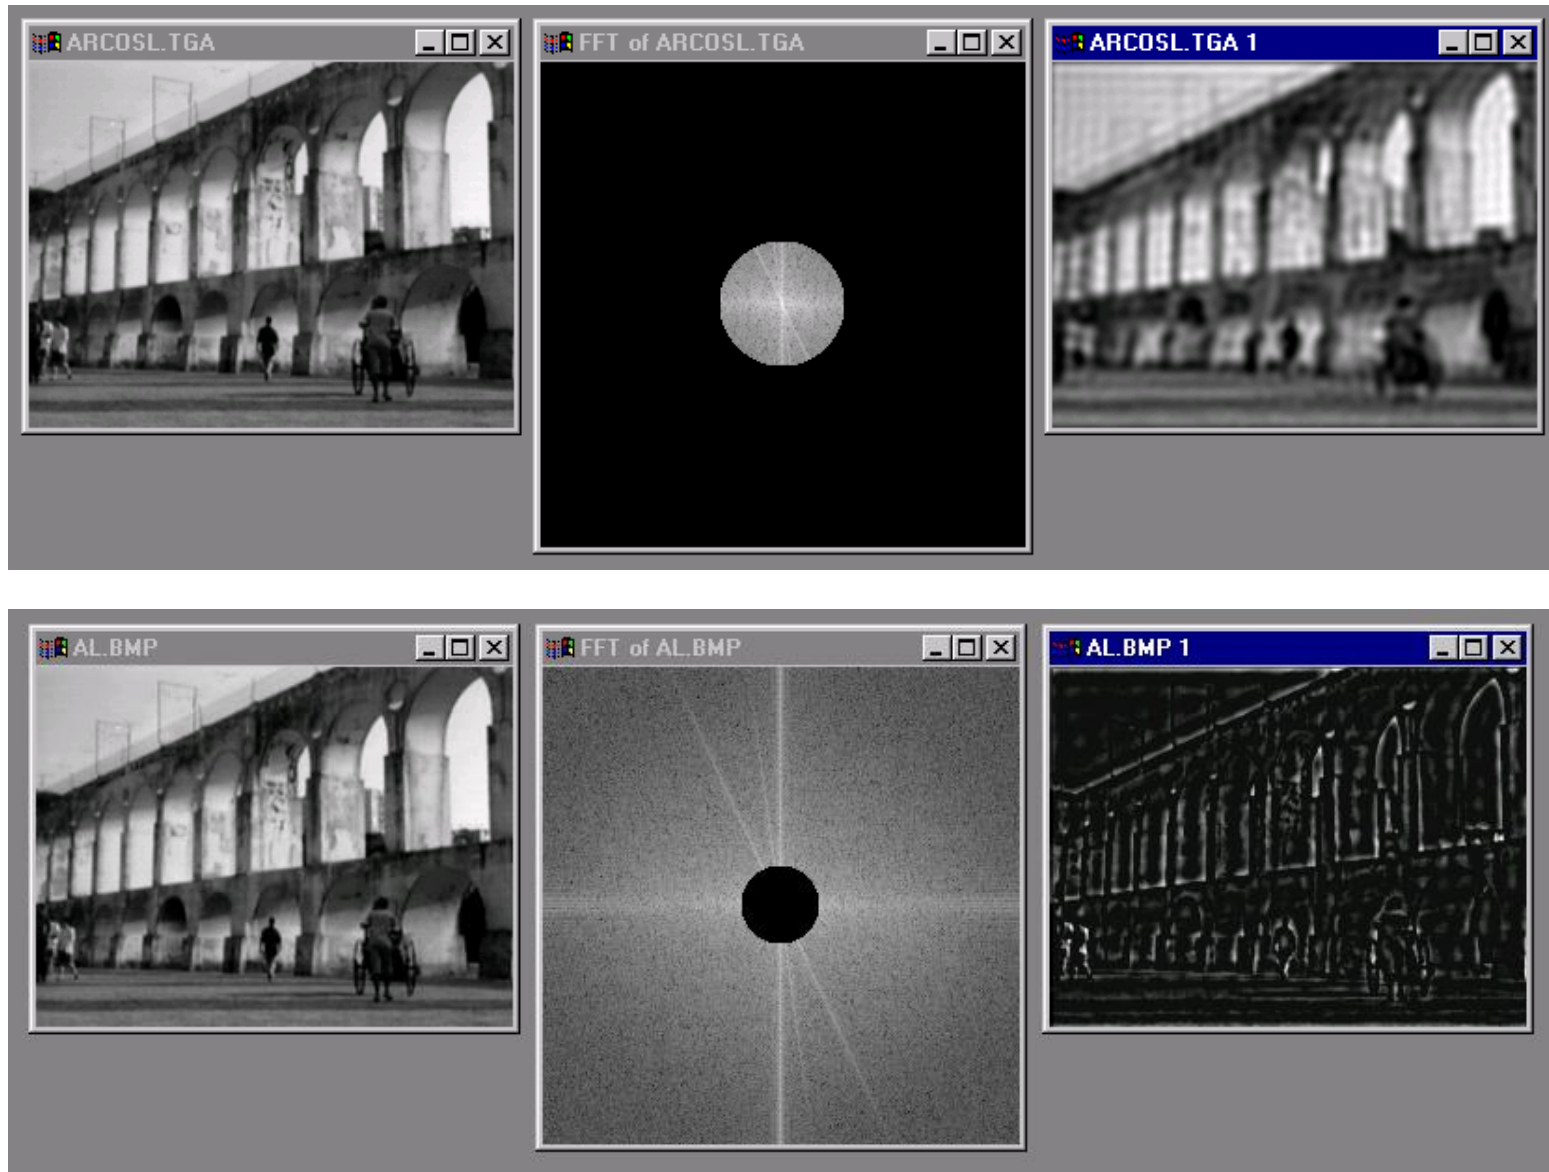 ARCOSL.TGA
FFT of ARCOSL.TGA
ARCOSL.TGA 1
AL.BMP
FFT of AL.BMP
AL.BMP 1